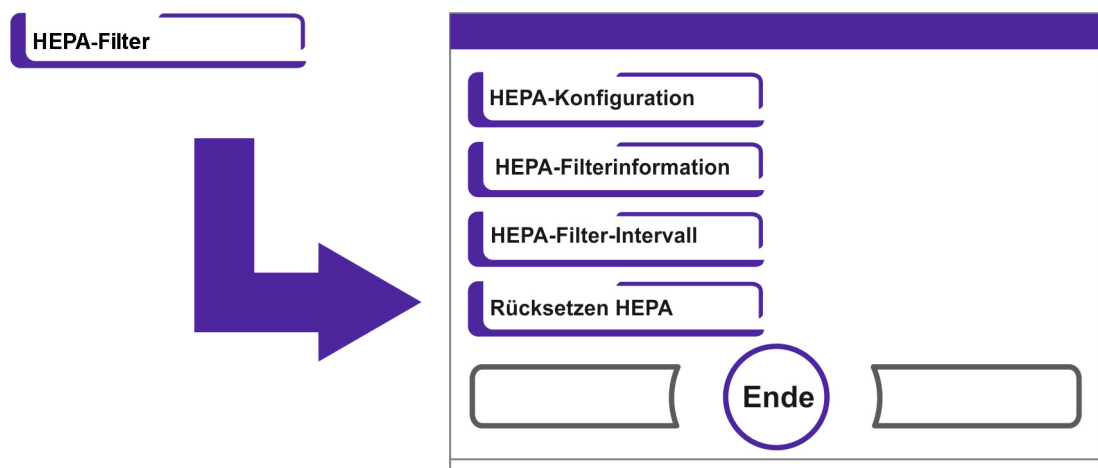 HEPA-Filter
HEPA-Konfiguration
HEPA-Filterinformation
HEPA-Filter-Intervall
Rücksetzen HEPA
Ende